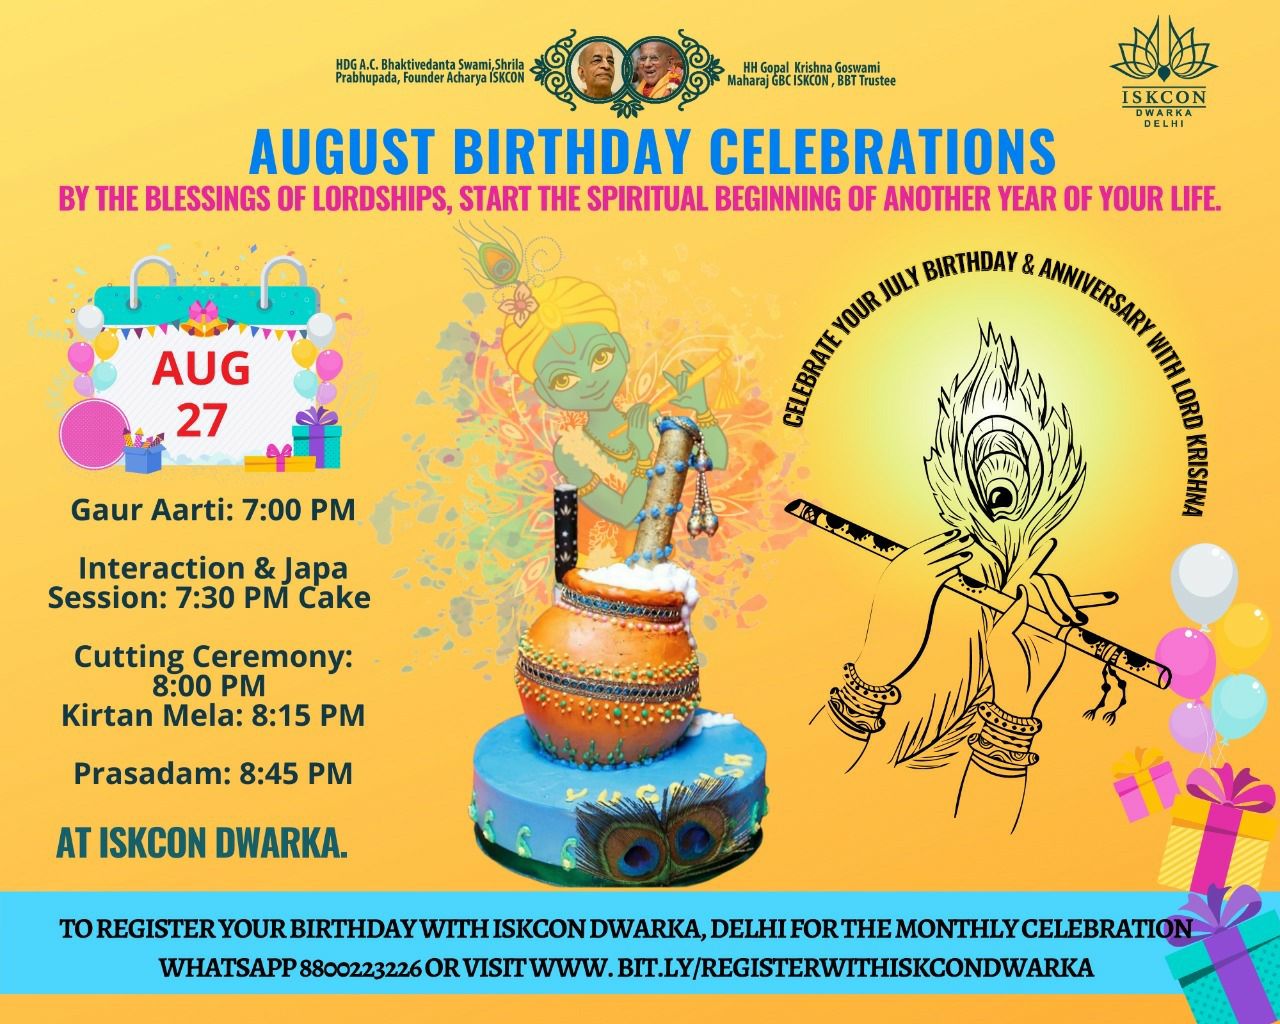 HDG A.C. Bhaktivedanta Swami,Shrila
Prabhupada, Founder Acharya ISKCON
HH Gopal Krishna Goswami
Maharaj GBC ISKCON , BBT Trustee
ISKCON
DWARKA
DELHI
AUGUST BIRTHDAY CELEBRATIONS
BY THE BLESSINGS OF LORDSHIPS, START THE SPIRITUAL BEGINNING OF ANOTHER YEAR OF YOUR LIFE.
AUG
27
CELEBRATE YOUR JULY BIRTHDAY & ANNIVERSARY WITH LORD KRISHNA
Gaur Aarti: 7:00 PM
Interaction & Japa
Session: 7:30 PM Cake
Cutting Ceremony:
8:00 PM
Kirtan Mela: 8:15 PM
Prasadam: 8:45 PM
AT ISKCON DWARKA.
TO REGISTER YOUR BIRTHDAY WITH ISKCON DWARKA, DELHI FOR THE MONTHLY CELEBRATION
WHATSAPP 8800223226 OR VISIT WWW. BIT.LY/REGISTERWITHISKCONDWARKA